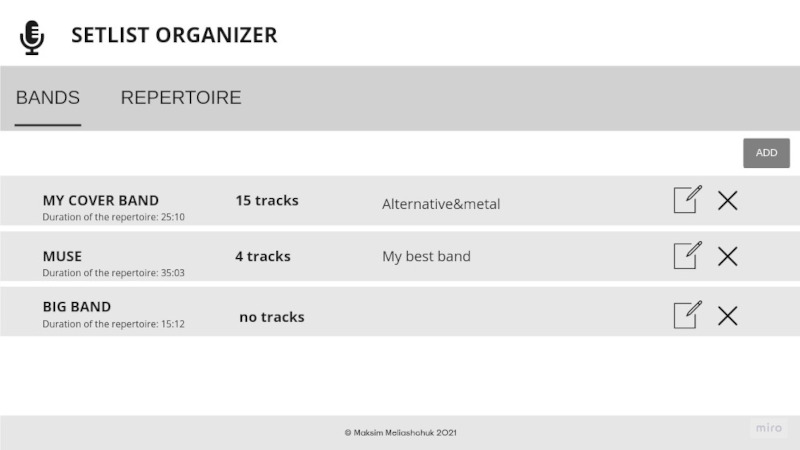 SETLIST ORGANIZER
BANDS REPERTOIRE
ADD
MY COVER BAND 15 tracks Alternative&metal
Duration of the repertoire: 25:10
MUSE 4 tracks My best band
Duration of the repertoire: 35:03
BIG BAND
no tracks
Duration of the repertoire: 15:12
© Maksim Meliashchuk 2021
miro